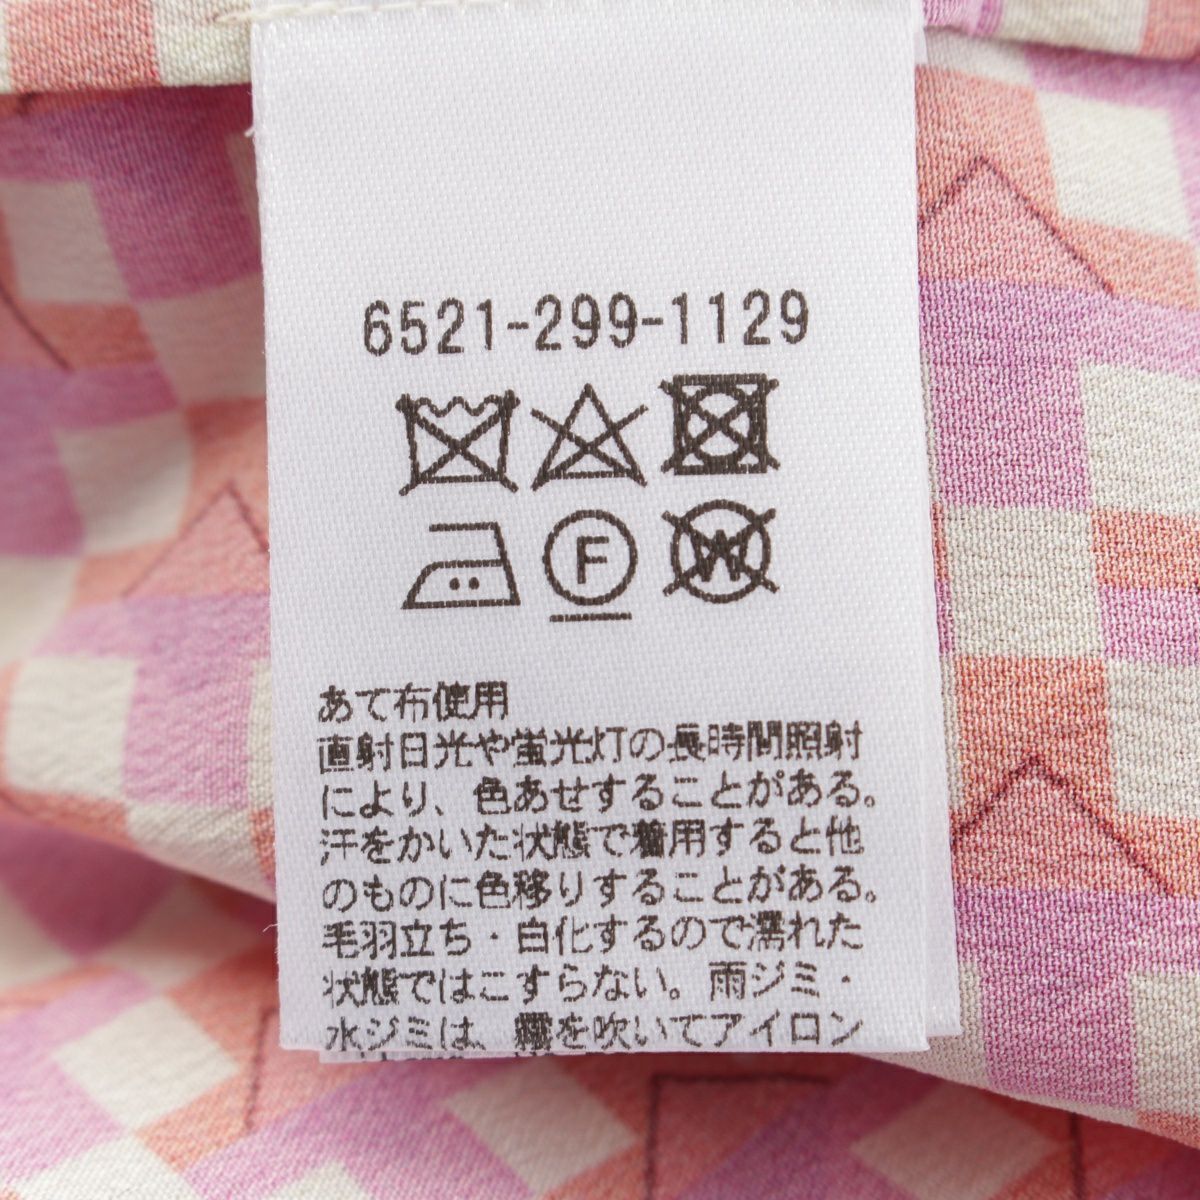 6521-299-1129
F
W
あて布使用
直射日光や蛍光灯の長時間照射
により、色あせすることがある。
汗をかいた状態で着用すると他
のものに色移りすることがある。
毛羽立ち・白化するので濡れた
状態ではこすらない。雨ジミ・
水ジミは、霧を吹いてアイロン